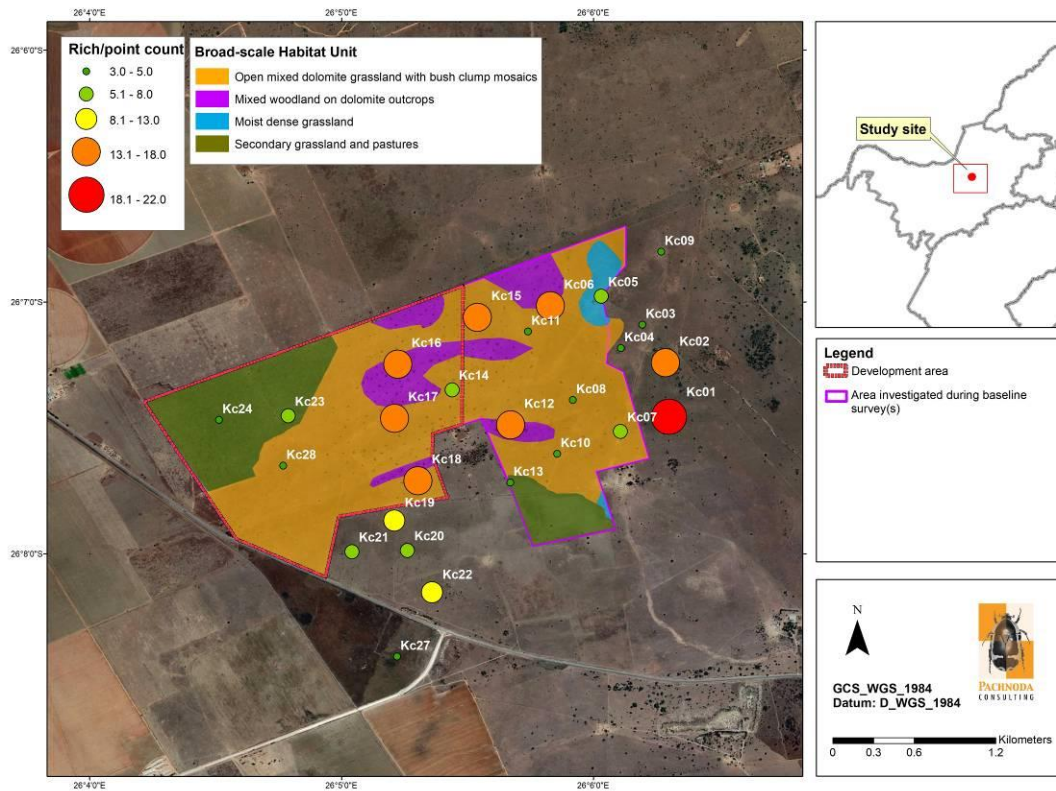 26°4'0"E
26°5'0"E
26°6'0"E
26°6'0"S
26°7'0"S
26°8'0"S
Rich/point count
3.0 - 5.0
5.1 - 8.0
8.1 - 13.0
13.1 - 18.0
18.1 - 22.0
Broad-scale Habitat Unit
Open mixed dolomite grassland with bush clump mosaics
Mixed woodland on dolomite outcrops
Moist dense grassland
Secondary grassland and pastures
Kc09
Kc05
Kc06
Kc15
Kc11
Kc03
Kc04
Kc02
Kc16
Kc14
Kc08
Kc01
Kc24
Kc23
Kc17
Kc12
Kc07
Kc28
Kc10
Kc18
Kc13
Kc19
Kc21
Kc20
Kc22
Kc27
Study site
Legend
Development area
Area investigated during baseline
survey(s)
N
GCS_WGS_1984
Datum: D_WGS_1984
PACHNODA
CONSULTING
Kilometers
0 0.3 0.6 1.2
26°4'0"E
26°5'0"E
26°6'0"E